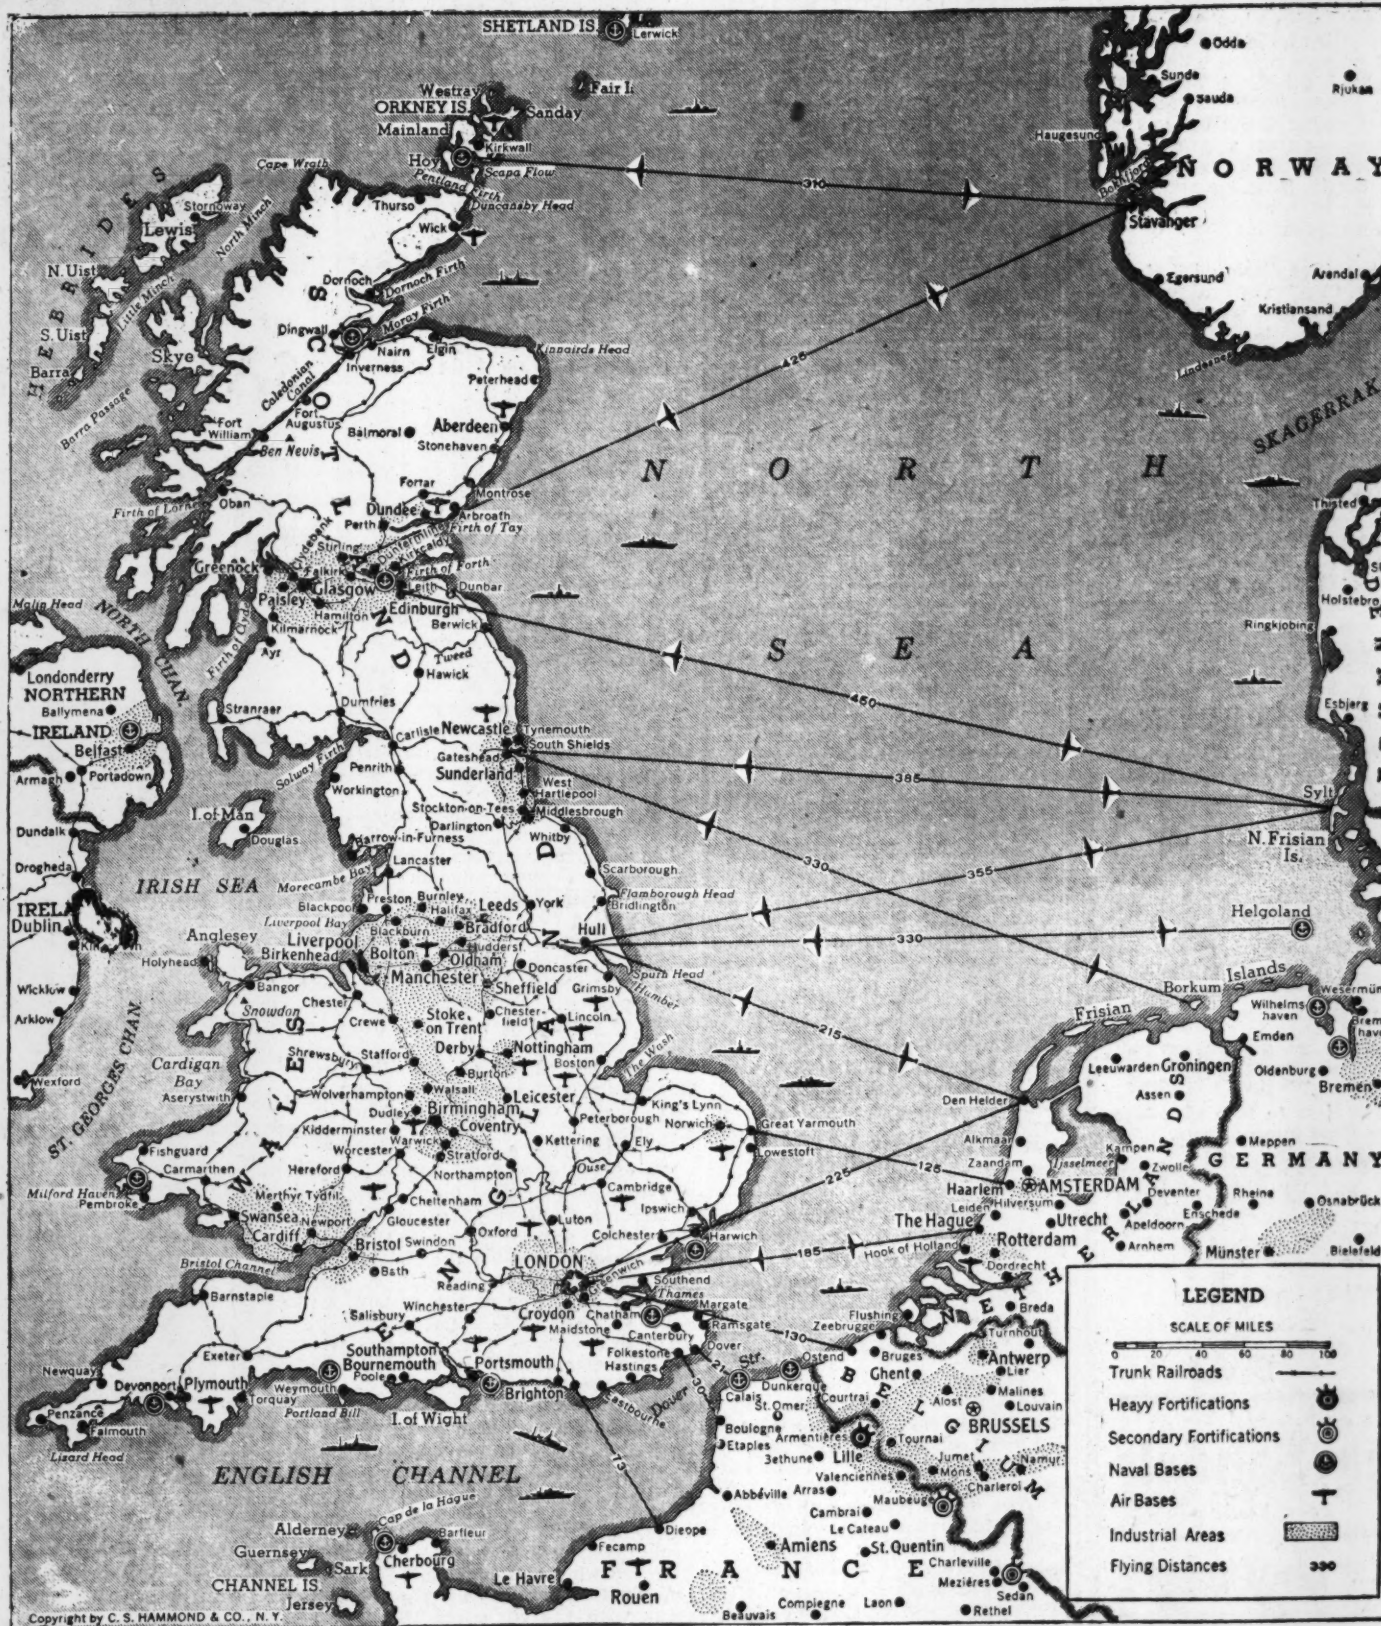 SHETLAND IS.
Lerwick
Odda
Sunde
Sauda
Rjukan
Fair I.
Westray
ORKNEY IS.
Sanday
Mainland
Kirkwall
Haugesund
Hoy
Scapa Flow
Pentland Firth
Cape Wrath
310
NORWAY
Boknfjord
Stavanger
HEBRIDES
Stornoway
Lewis
North Minch
Thurso
Duncansby Head
Wick
N. Uist
Little Minch
Dornoch
Dornoch Firth
Egersund
Arendal
Kristiansand
S. Uist
Skye
Dingwall
Moray Firth
Nairn
Elgin
Kinnairds Head
Inverness
Lindesnes
Barra
Caledonian
Canal
Peterhead
425
SKAGERRAK
Barra Passage
Fort
Augustus
Fort
William
Ben Nevis
Balmoral
Aberdeen
Stonehaven
SCOTLAND
NORTH
Forfar
Montrose
Firth of Lorne
Oban
Dundee
Arbroath
Perth
Firth of Tay
Thisted
Clydebank
Stirling
Dunfermline
Kirkcaldy
Greenock
Falkirk
Firth of Forth
Glasgow
Leith
Dunbar
Paisley
Edinburgh
Hamilton
Holstebro
Malin Head
NORTH CHAN.
Firth of Clyde
Kilmarnock
Berwick
Ringkjobing
Ayr
Tweed
Hawick
SEA
Londonderry
NORTHERN
Ballymena
IRELAND
Belfast
Stranraer
Dumfries
450
Carlisle
Newcastle
Tynemouth
South Shields
Gateshead
Esbjerg
Armagh
Portadown
Solway Firth
Penrith
Sunderland
385
Workington
West
Hartlepool
Sylt
I. of Man
Stockton-on-Tees
Middlesbrough
Dundalk
Douglas
Darlington
Whitby
N. Frisian
Is.
Barrow-in-Furness
Drogheda
Lancaster
330
355
Scarborough
IRISH SEA
Morecambe Bay
Flamborough Head
Blackpool
Preston
Burnley
Halifax
Leeds
York
Bridlington
Dublin
Liverpool Bay
Blackburn
Bradford
Helgoland
Anglesey
Liverpool
Birkenhead
Bolton
Huddersf.
Hull
330
Oldham
Holyhead
Manchester
Doncaster
Spurn Head
Islands
Bangor
Sheffield
Grimsby
Humber
Borkum
Wicklow
Snowdon
Chester
Chester-
field
Lincoln
Frisian
Wilhelms
haven
Arklow
Crewe
Stoke
on Trent
215
Emden
ST. GEORGES CHAN.
Cardigan
Bay
Shrewsbury
Stafford
Derby
Nottingham
Boston
The Wash
Leeuwarden
Groningen
Oldenburg
Bremen
Burton
Wexford
Aserystwith
Wolverhampton
Walsall
Leicester
King's Lynn
Den Helder
Assen
Dudley
Birmingham
Peterborough
Norwich
Great Yarmouth
Kidderminster
Coventry
Fishguard
Warwick
Kettering
Ely
Lowestoft
Alkmaar
Kampen
Meppen
Worcester
Stratford
Zaandam
Ijsselmeer
Zwolle
GERMANY
WALES
Carmarthen
Hereford
Northampton
Ouse
125
Milford Haven
Pembroke
Merthyr Tydfil
Cheltenham
Cambridge
225
Haarlem
AMSTERDAM
Deventer
Rheine
Osnabrück
Swansea
Newport
Gloucester
Ipswich
Leiden
Hilversum
Enschede
Cardiff
Oxford
Luton
Utrecht
Apeldoorn
Bristol
Swindon
Colchester
Harwich
The Hague
Hook of Holland
Rotterdam
Arnhem
Münster
Bielefeld
Bristol Channel
Bath
LONDON
185
Reading
Greenwich
Southend
Dordrecht
NETHERLANDS
Barnstaple
Thames
Margate
Winchester
Croydon
Chatham
Ramsgate
Flushing
Breda
Salisbury
Maidstone
Canterbury
130
Zeebrugge
Turnhout
ENGLAND
Exeter
Southampton
Folkestone
Dover
Ostend
Bruges
Antwerp
Newquay
Bournemouth
Portsmouth
Hastings
21
Str.
Ghent
Lier
Devonport
Plymouth
Weymouth
Poole
Brighton
30
Calais
Dunkerque
Courtrai
Malines
Torquay
Portland Bill
I. of Wight
Eastbourne
Dover
St. Omer
Alost
Louvain
Penzance
Falmouth
Boulogne
Armentières
BRUSSELS
Lizard Head
Etaples
Tournai
BELGIUM
ENGLISH CHANNEL
73
Bethune
Lille
Jumet
Namur
Valenciennes
Mons
Charleroi
Abbéville
Arras
Maubeuge
Cap de la Hague
Cambrai
Alderney
Barfleur
Dieppe
Le Cateau
Guernsey
Cherbourg
Fecamp
Amiens
St. Quentin
Sark
FRANCE
Charleville
CHANNEL IS.
Le Havre
Mezières
Sedan
Jersey
Rouen
Beauvais
Compiegne
Laon
Rethel
LEGEND
SCALE OF MILES
0 20 40 60 80 100
Trunk Railroads
Heavy Fortifications
Secondary Fortifications
Naval Bases
Air Bases
Industrial Areas
Flying Distances 330
Copyright by C. S. HAMMOND & CO., N. Y.